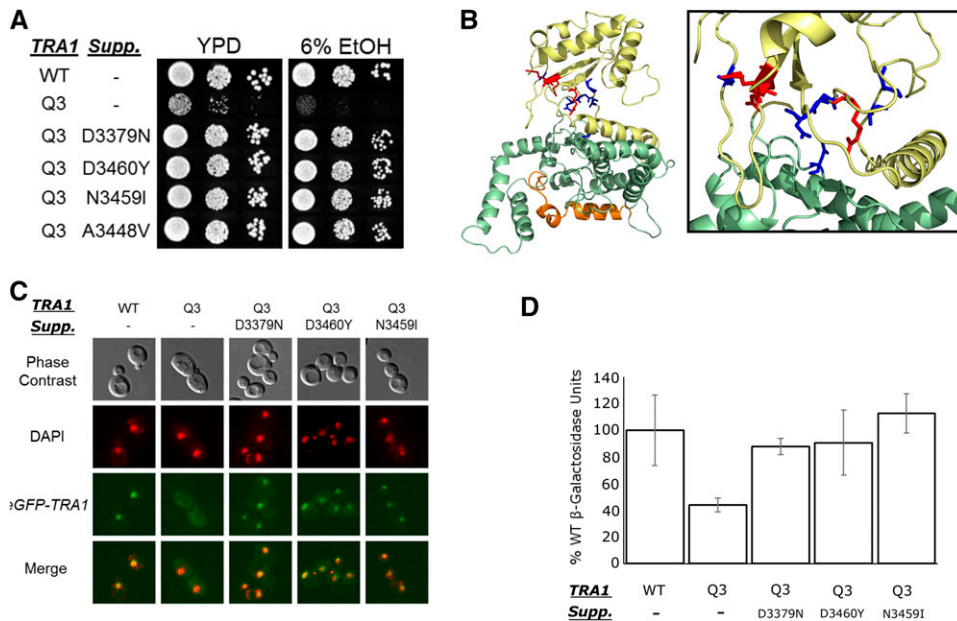 A
TRA1 Supp. YPD 6% EtOH
WT -
Q3 -
Q3 D3379N
Q3 D3460Y
Q3 N3459I
Q3 A3448V
B
C
TRA1 WT Q3 Q3 Q3 Q3
Supp. - - D3379N D3460Y N3459I
Phase
Contrast
DAPI
eGFP-TRA1
Merge
D
% WT β-Galactosidase Units
140
120
100
80
60
40
20
0
TRA1 WT Q3 Q3 Q3 Q3
Supp. - - D3379N D3460Y N3459I